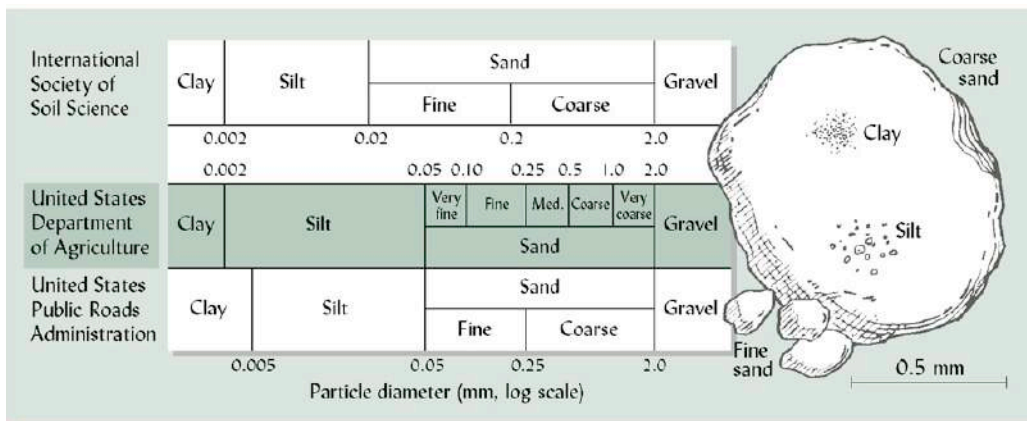 International
Society of
Soil Science
Clay
Silt
Sand
Fine
Coarse
Gravel
0.002
0.02
0.2
2.0
0.002
0.05
0.10
0.25
0.5
1.0
2.0
United States
Department
of Agriculture
Clay
Silt
Very
fine
Fine
Med.
Coarse
Very
coarse
Sand
Gravel
United States
Public Roads
Administration
Clay
Silt
Sand
Fine
Coarse
Gravel
0.005
0.05
0.25
2.0
Particle diameter (mm, log scale)
Coarse
sand
Clay
Silt
Fine
sand
0.5 mm